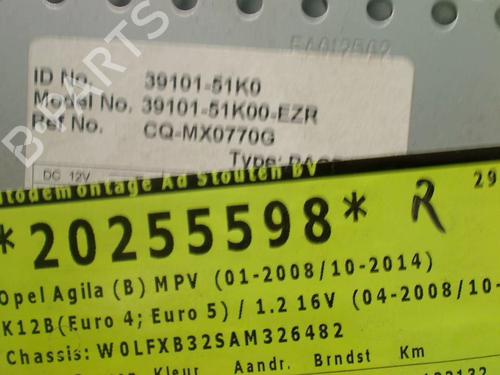 B-PARTS
ID No. 39101-51K0
Model No. 39101-51K00-EZR
Ref No. CQ-MX0770G
Type:
DC 12V
Autodemontage Ad Stouten BV
*20255598* R 29
Opel Agila (B) MPV (01-2008/10-2014)
K12B(Euro 4; Euro 5) / 1.2 16V (04-2008/10-
Chassis: W0LFXB32SAM326482
Kleur Aandr. Brndst Km